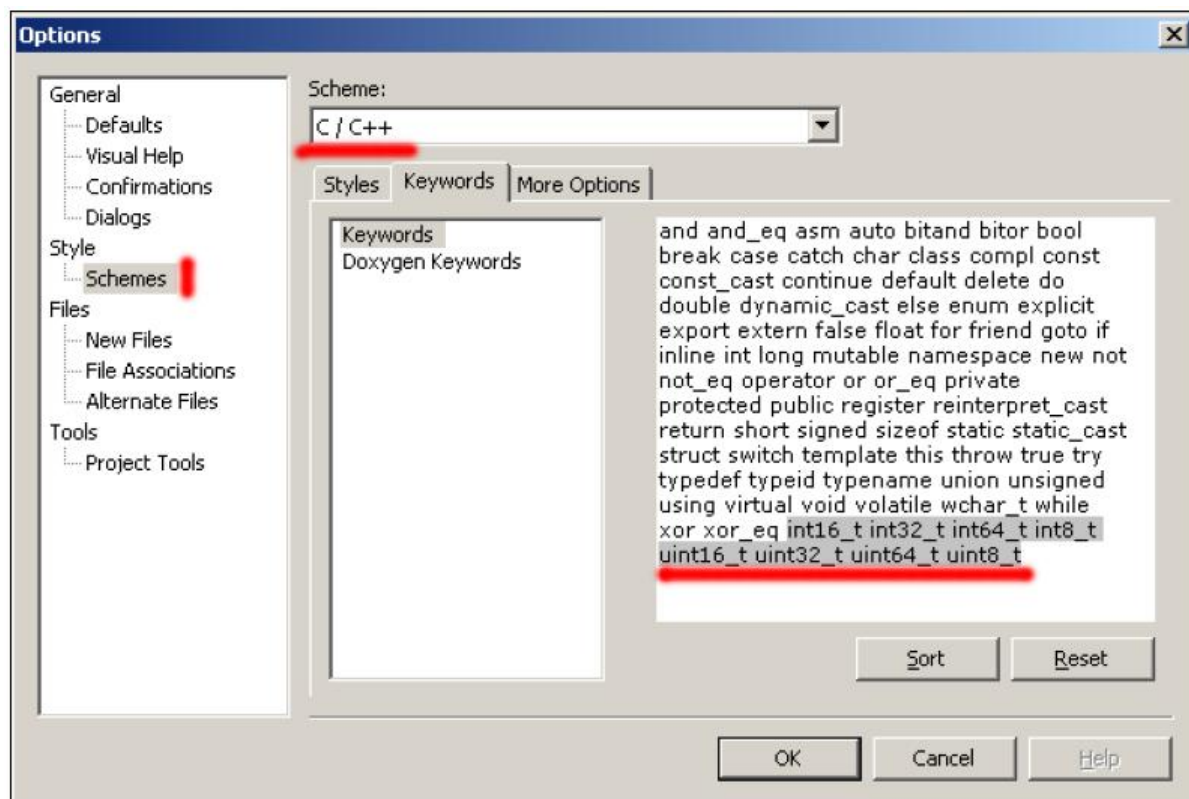 Options
General
Defaults
Visual Help
Confirmations
Dialogs
Style
Schemes
Files
New Files
File Associations
Alternate Files
Tools
Project Tools
Scheme:
C / C++
Styles Keywords More Options
Keywords
Doxygen Keywords
and and_eq asm auto bitand bitor bool
break case catch char class compl const
const_cast continue default delete do
double dynamic_cast else enum explicit
export extern false float for friend goto if
inline int long mutable namespace new not
not_eq operator or or_eq private
protected public register reinterpret_cast
return short signed sizeof static static_cast
struct switch template this throw true try
typedef typeid typename union unsigned
using virtual void volatile wchar_t while
xor xor_eq int16_t int32_t int64_t int8_t
uint16_t uint32_t uint64_t uint8_t
Sort Reset
OK Cancel Help